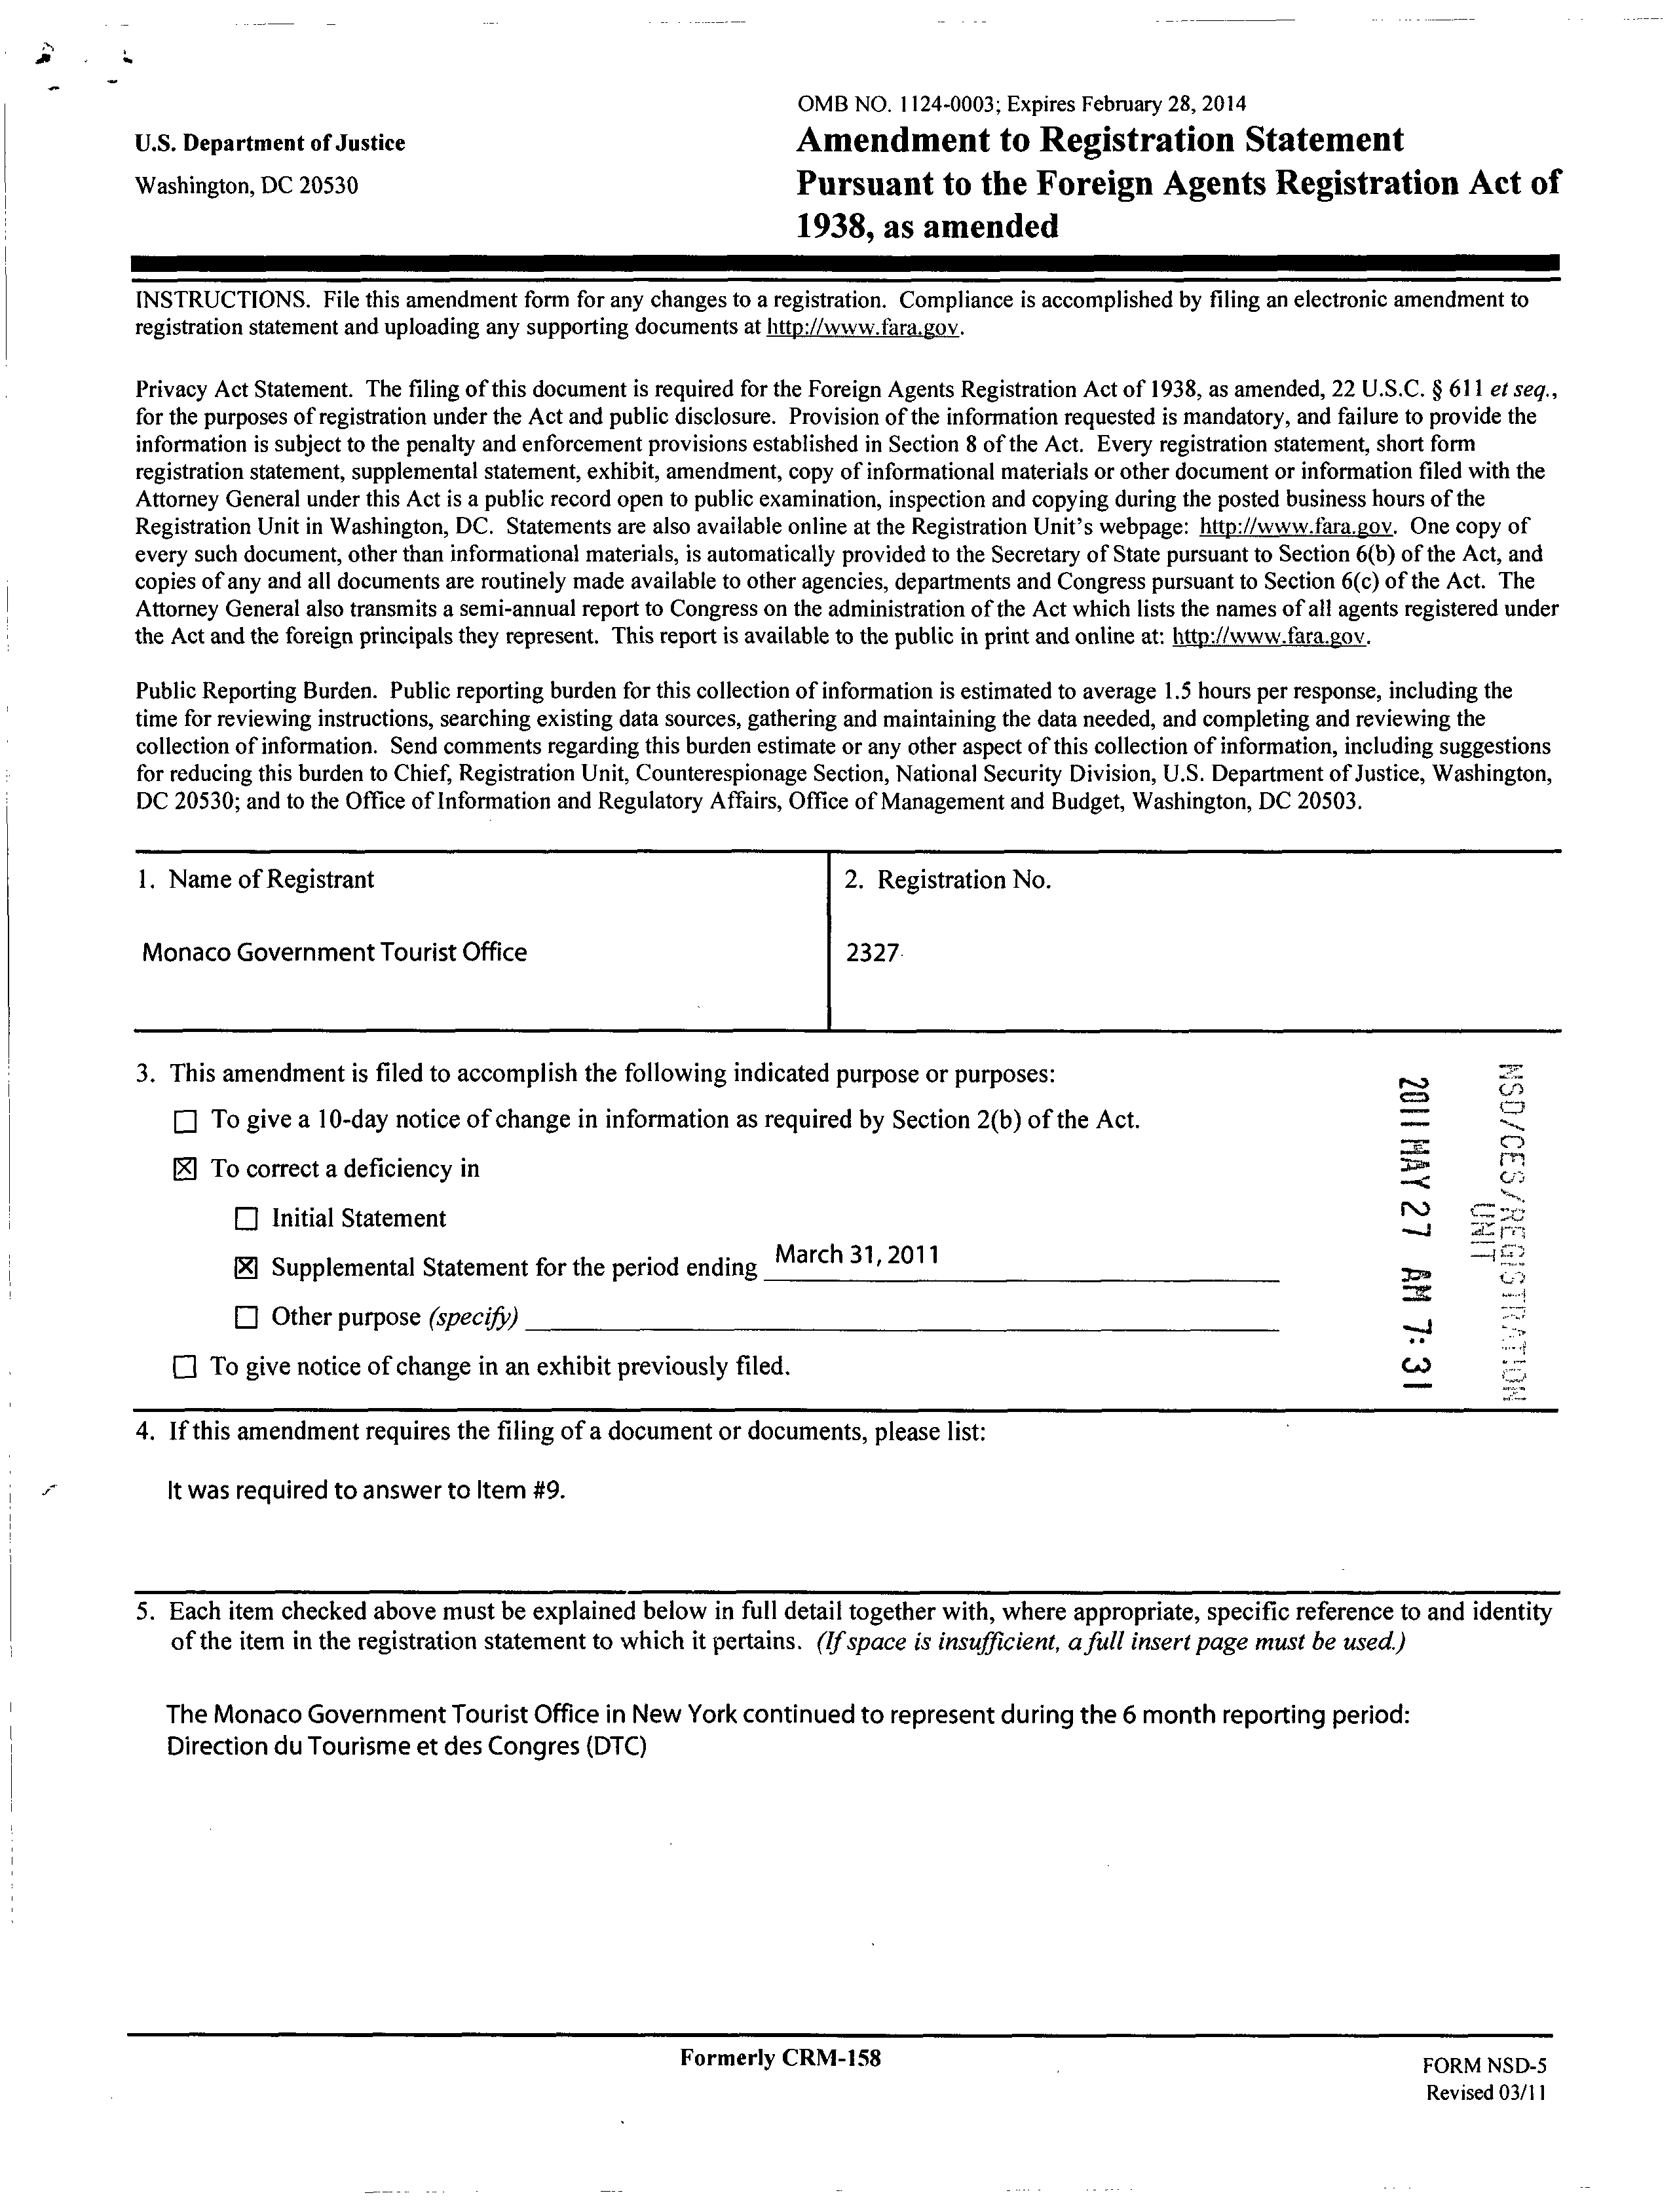 OMB NO. 1124-0003; Expires February 28, 2014
U.S. Department of Justice
Washington, DC 20530
Amendment to Registration Statement
Pursuant to the Foreign Agents Registration Act of
1938, as amended
INSTRUCTIONS. File this amendment form for any changes to a registration. Compliance is accomplished by filing an electronic amendment to
registration statement and uploading any supporting documents at http://www.fara.gov.
Privacy Act Statement. The filing of this document is required for the Foreign Agents Registration Act of 1938, as amended, 22 U.S.C. § 611 et seq.,
for the purposes of registration under the Act and public disclosure. Provision of the information requested is mandatory, and failure to provide the
information is subject to the penalty and enforcement provisions established in Section 8 of the Act. Every registration statement, short form
registration statement, supplemental statement, exhibit, amendment, copy of informational materials or other document or information filed with the
Attorney General under this Act is a public record open to public examination, inspection and copying during the posted business hours of the
Registration Unit in Washington, DC. Statements are also available online at the Registration Unit's webpage: http://www.fara.gov. One copy of
every such document, other than informational materials, is automatically provided to the Secretary of State pursuant to Section 6(b) of the Act, and
copies of any and all documents are routinely made available to other agencies, departments and Congress pursuant to Section 6(c) of the Act. The
Attorney General also transmits a semi-annual report to Congress on the administration of the Act which lists the names of all agents registered under
the Act and the foreign principals they represent. This report is available to the public in print and online at: http://www.fara.gov.
Public Reporting Burden. Public reporting burden for this collection of information is estimated to average 1.5 hours per response, including the
time for reviewing instructions, searching existing data sources, gathering and maintaining the data needed, and completing and reviewing the
collection of information. Send comments regarding this burden estimate or any other aspect of this collection of information, including suggestions
for reducing this burden to Chief, Registration Unit, Counterespionage Section, National Security Division, U.S. Department of Justice, Washington,
DC 20530; and to the Office of Information and Regulatory Affairs, Office of Management and Budget, Washington, DC 20503.
1. Name of Registrant
Monaco Government Tourist Office
2. Registration No.
2327
3. This amendment is filed to accomplish the following indicated purpose or purposes:
☐ To give a 10-day notice of change in information as required by Section 2(b) of the Act.
☒ To correct a deficiency in
☐ Initial Statement
☒ Supplemental Statement for the period ending March 31, 2011
☐ Other purpose (specify)
☐ To give notice of change in an exhibit previously filed.
2011 MAY 27 AM 7:31
NSD/CES/REGISTRATION
UNIT
4. If this amendment requires the filing of a document or documents, please list:
It was required to answer to Item #9.
5. Each item checked above must be explained below in full detail together with, where appropriate, specific reference to and identity
of the item in the registration statement to which it pertains. (If space is insufficient, a full insert page must be used.)
The Monaco Government Tourist Office in New York continued to represent during the 6 month reporting period:
Direction du Tourisme et des Congres (DTC)
Formerly CRM-158
FORM NSD-5
Revised 03/11